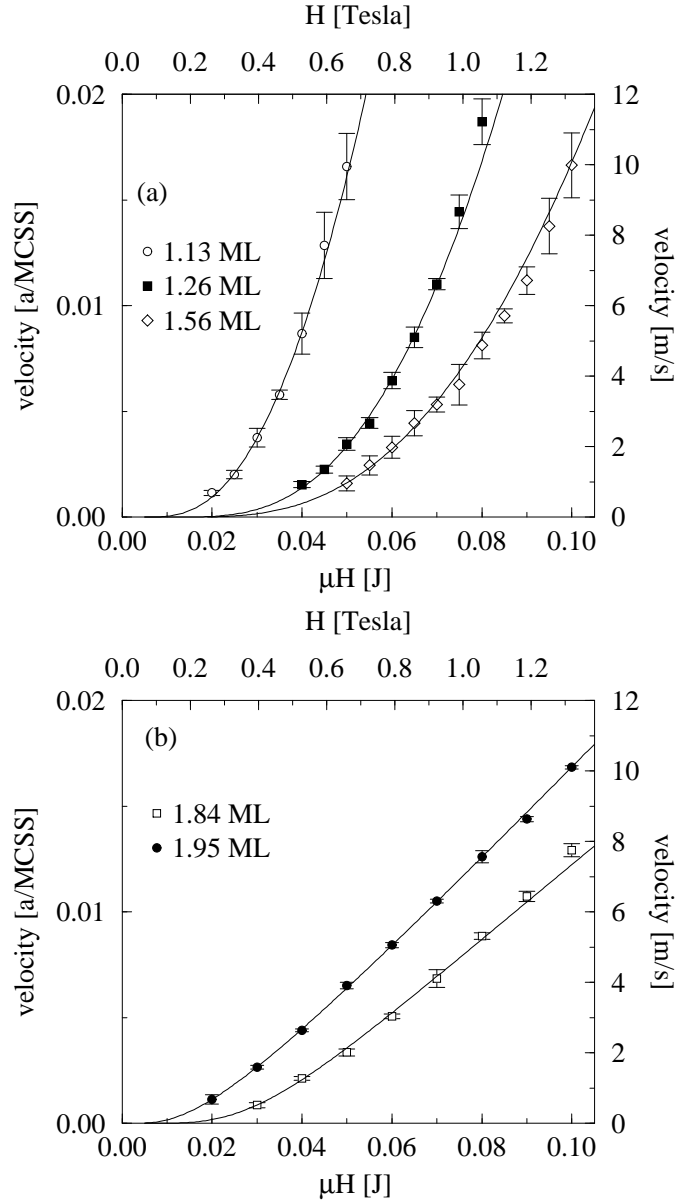 H [Tesla]
0.0 0.2 0.4 0.6 0.8 1.0 1.2
0.02 12
(a)
10
1.13 ML
8
1.26 ML
1.56 ML
0.01 6
4
2
0.00 0
velocity [a/MCSS]
velocity [m/s]
0.00 0.02 0.04 0.06 0.08 0.10
μH [J]
H [Tesla]
0.0 0.2 0.4 0.6 0.8 1.0 1.2
0.02 12
(b)
10
1.84 ML
8
1.95 ML
0.01 6
4
2
0.00 0
velocity [a/MCSS]
velocity [m/s]
0.00 0.02 0.04 0.06 0.08 0.10
μH [J]